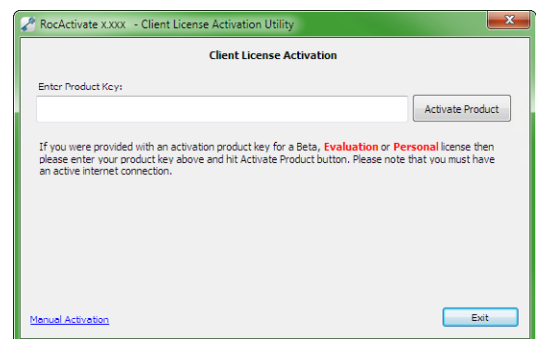 RocActivate x.xxx - Client License Activation Utility
Client License Activation
Enter Product Key:
Activate Product
If you were provided with an activation product key for a Beta, Evaluation or Personal license then
please enter your product key above and hit Activate Product button. Please note that you must have
an active internet connection.
Manual Activation
Exit